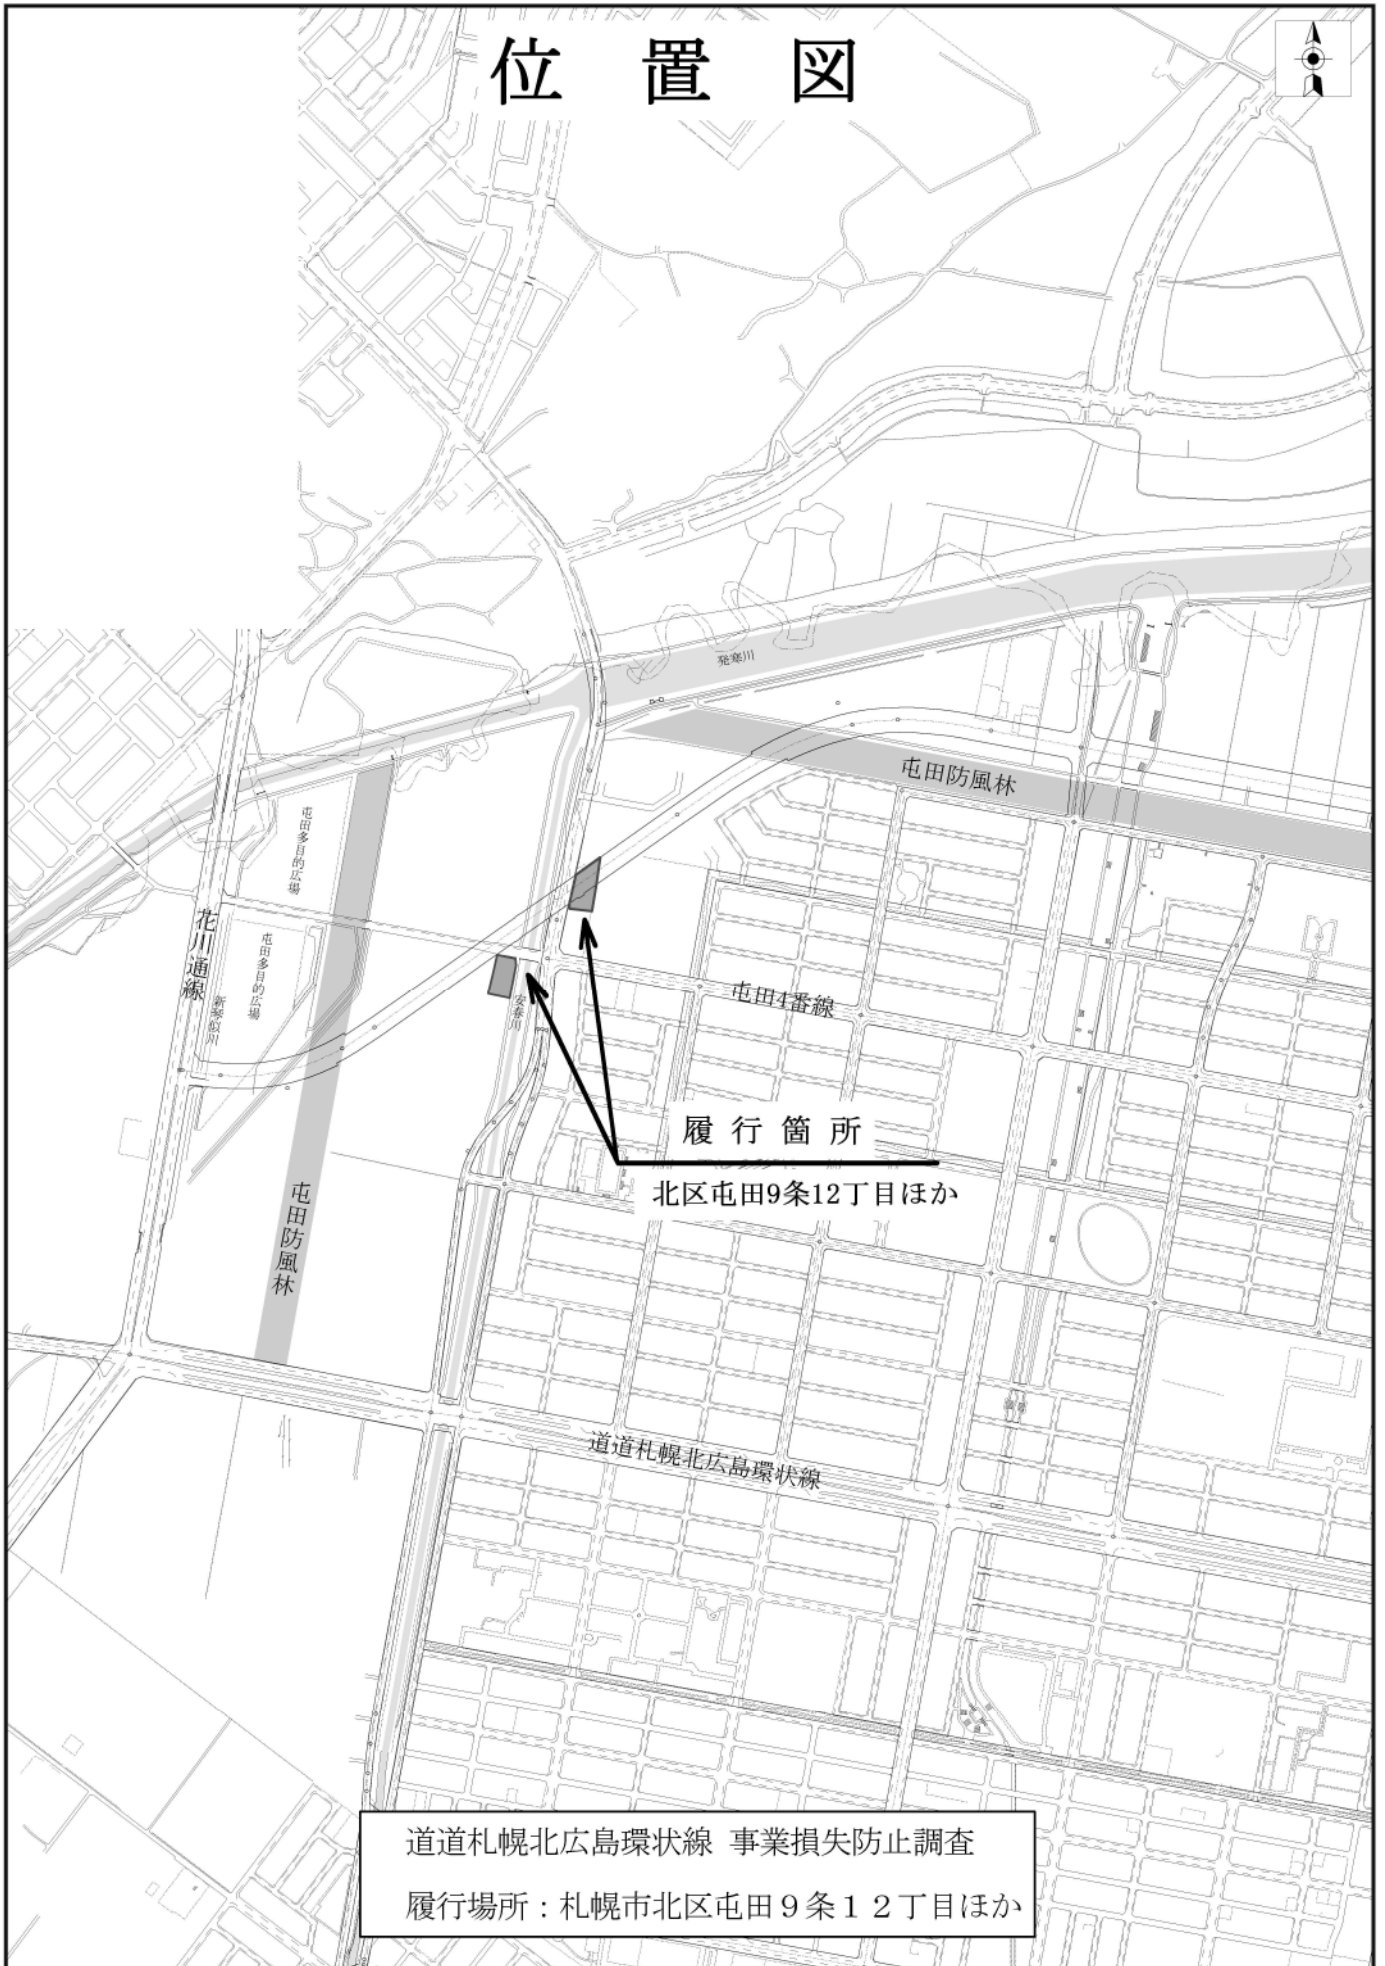 位置図
発寒川
屯田防風林
屯田多目的広場
花川通線
屯田多目的広場
新琴似川
安春川
屯田4番線
履行箇所
北区屯田9条12丁目ほか
屯田防風林
道道札幌北広島環状線
道道札幌北広島環状線 事業損失防止調査
履行場所：札幌市北区屯田９条１２丁目ほか